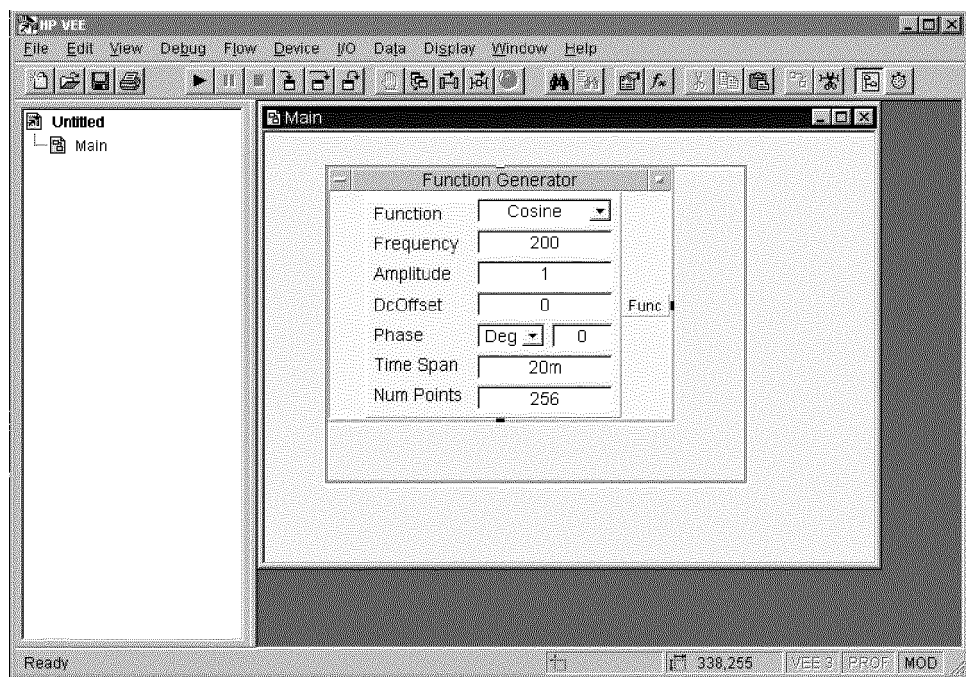 HP VEE
File Edit View Debug Flow Device I/O Data Display Window Help
Untitled
Main
Main
Function Generator
Function Cosine
Frequency 200
Amplitude 1
DcOffset 0
Func
Phase Deg 0
Time Span 20m
Num Points 256
Ready 338,255 VEE 3 PROF MOD